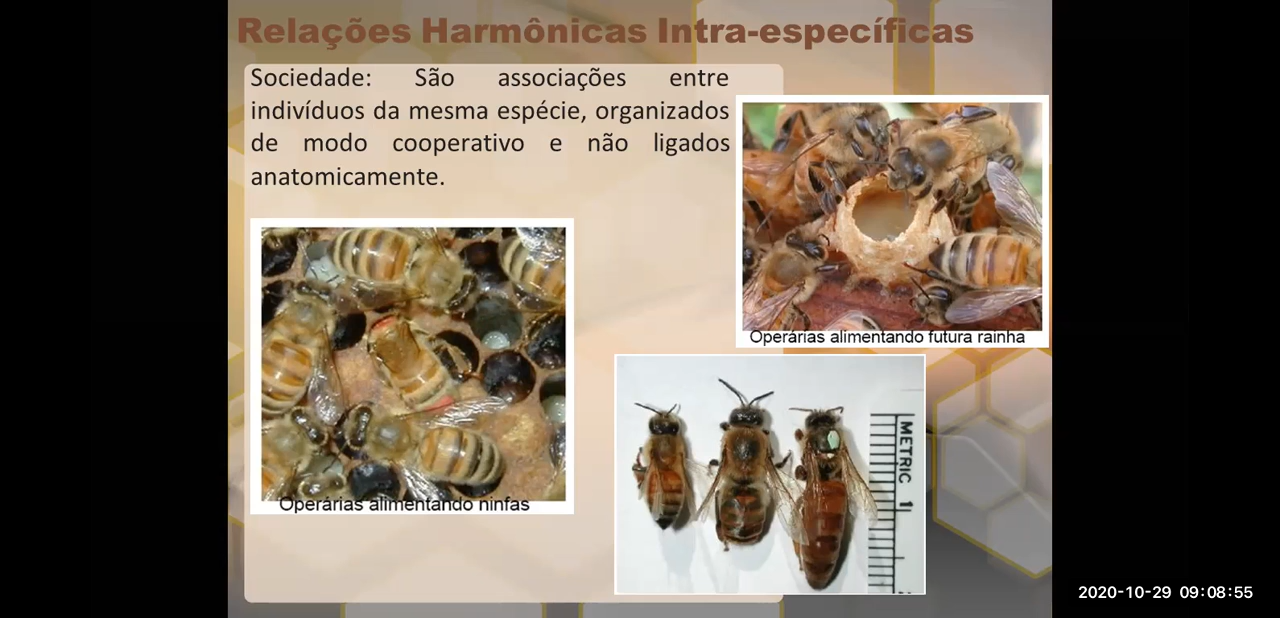 Relações Harmônicas Intra-específicas
Sociedade: São associações entre
indivíduos da mesma espécie, organizados
de modo cooperativo e não ligados
anatomicamente.
Operárias alimentando futura rainha
Operárias alimentando ninfas
METRIC 1
2020-10-29 09:08:55